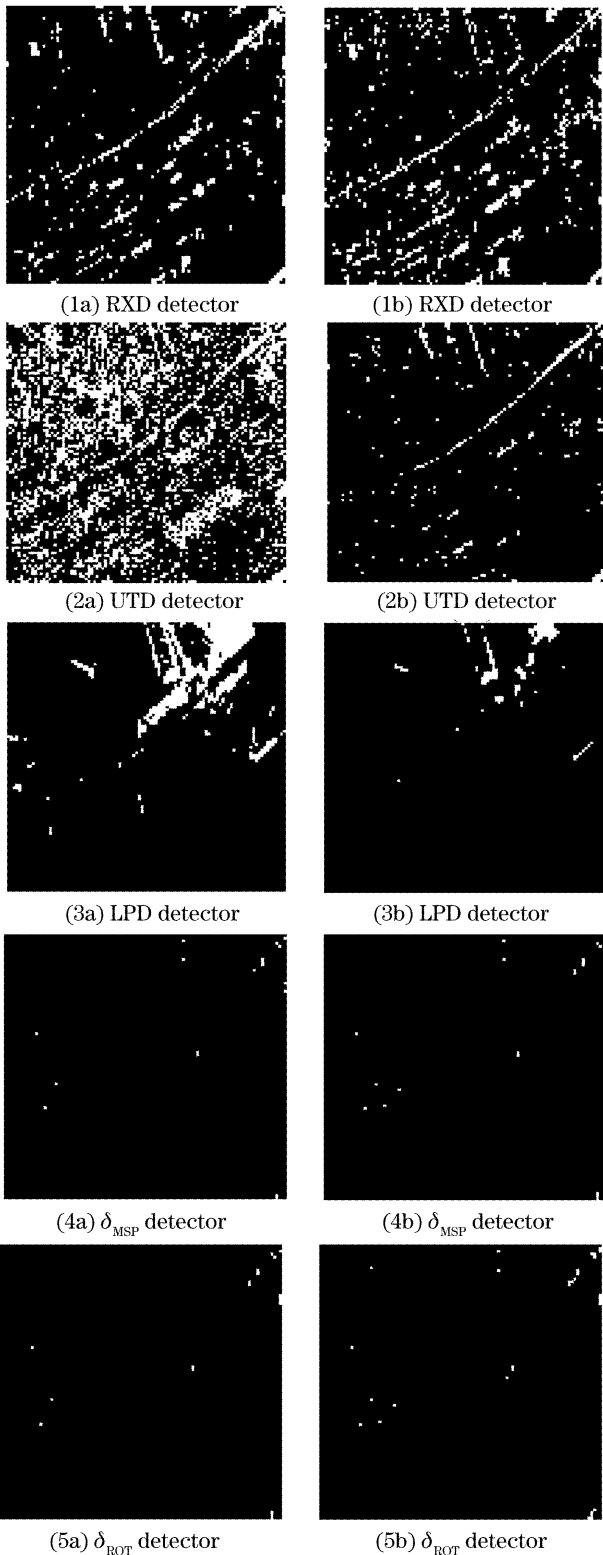 (1a) RXD detector (1b) RXD detector
(2a) UTD detector (2b) UTD detector
(3a) LPD detector (3b) LPD detector
(4a) δMSP detector (4b) δMSP detector
(5a) δROT detector (5b) δROT detector